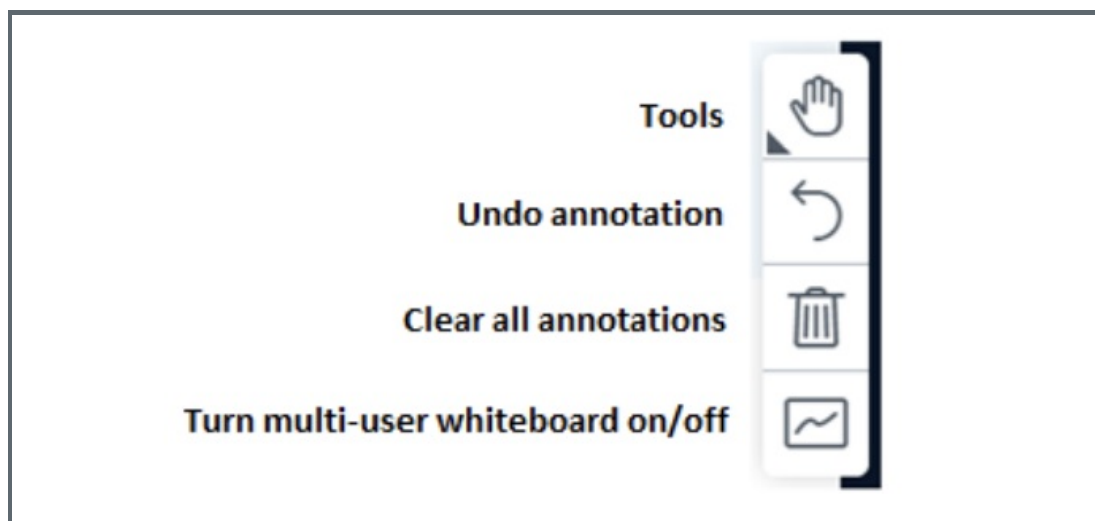 Tools
Undo annotation
Clear all annotations
Turn multi-user whiteboard on/off